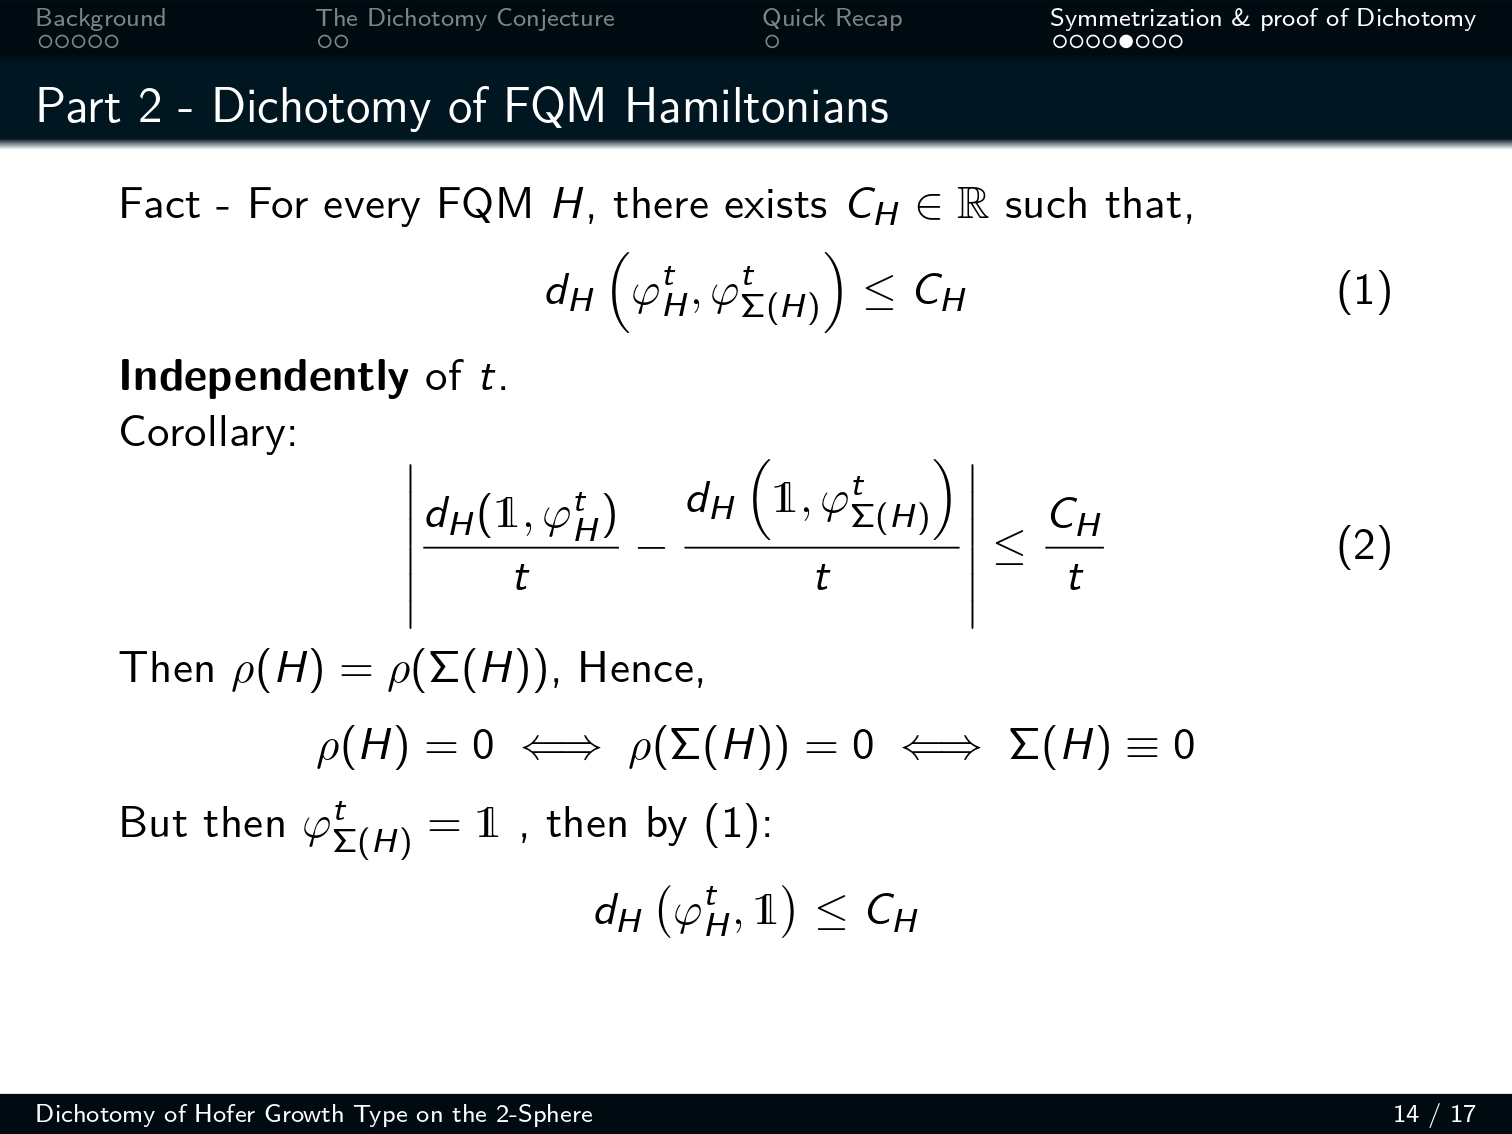 Background The Dichotomy Conjecture Quick Recap Symmetrization & proof of Dichotomy
Part 2 - Dichotomy of FQM Hamiltonians
Fact - For every FQM H, there exists C_H ∈ ℝ such that,
d_H (φ^t_H, φ^t_{Σ(H)}) ≤ C_H (1)
Independently of t.
Corollary:
| d_H(𝟙, φ^t_H) / t − d_H (𝟙, φ^t_{Σ(H)}) / t | ≤ C_H / t (2)
Then ρ(H) = ρ(Σ(H)), Hence,
ρ(H) = 0 ⟺ ρ(Σ(H)) = 0 ⟺ Σ(H) ≡ 0
But then φ^t_{Σ(H)} = 𝟙 , then by (1):
d_H (φ^t_H, 𝟙) ≤ C_H
Dichotomy of Hofer Growth Type on the 2-Sphere 14 / 17